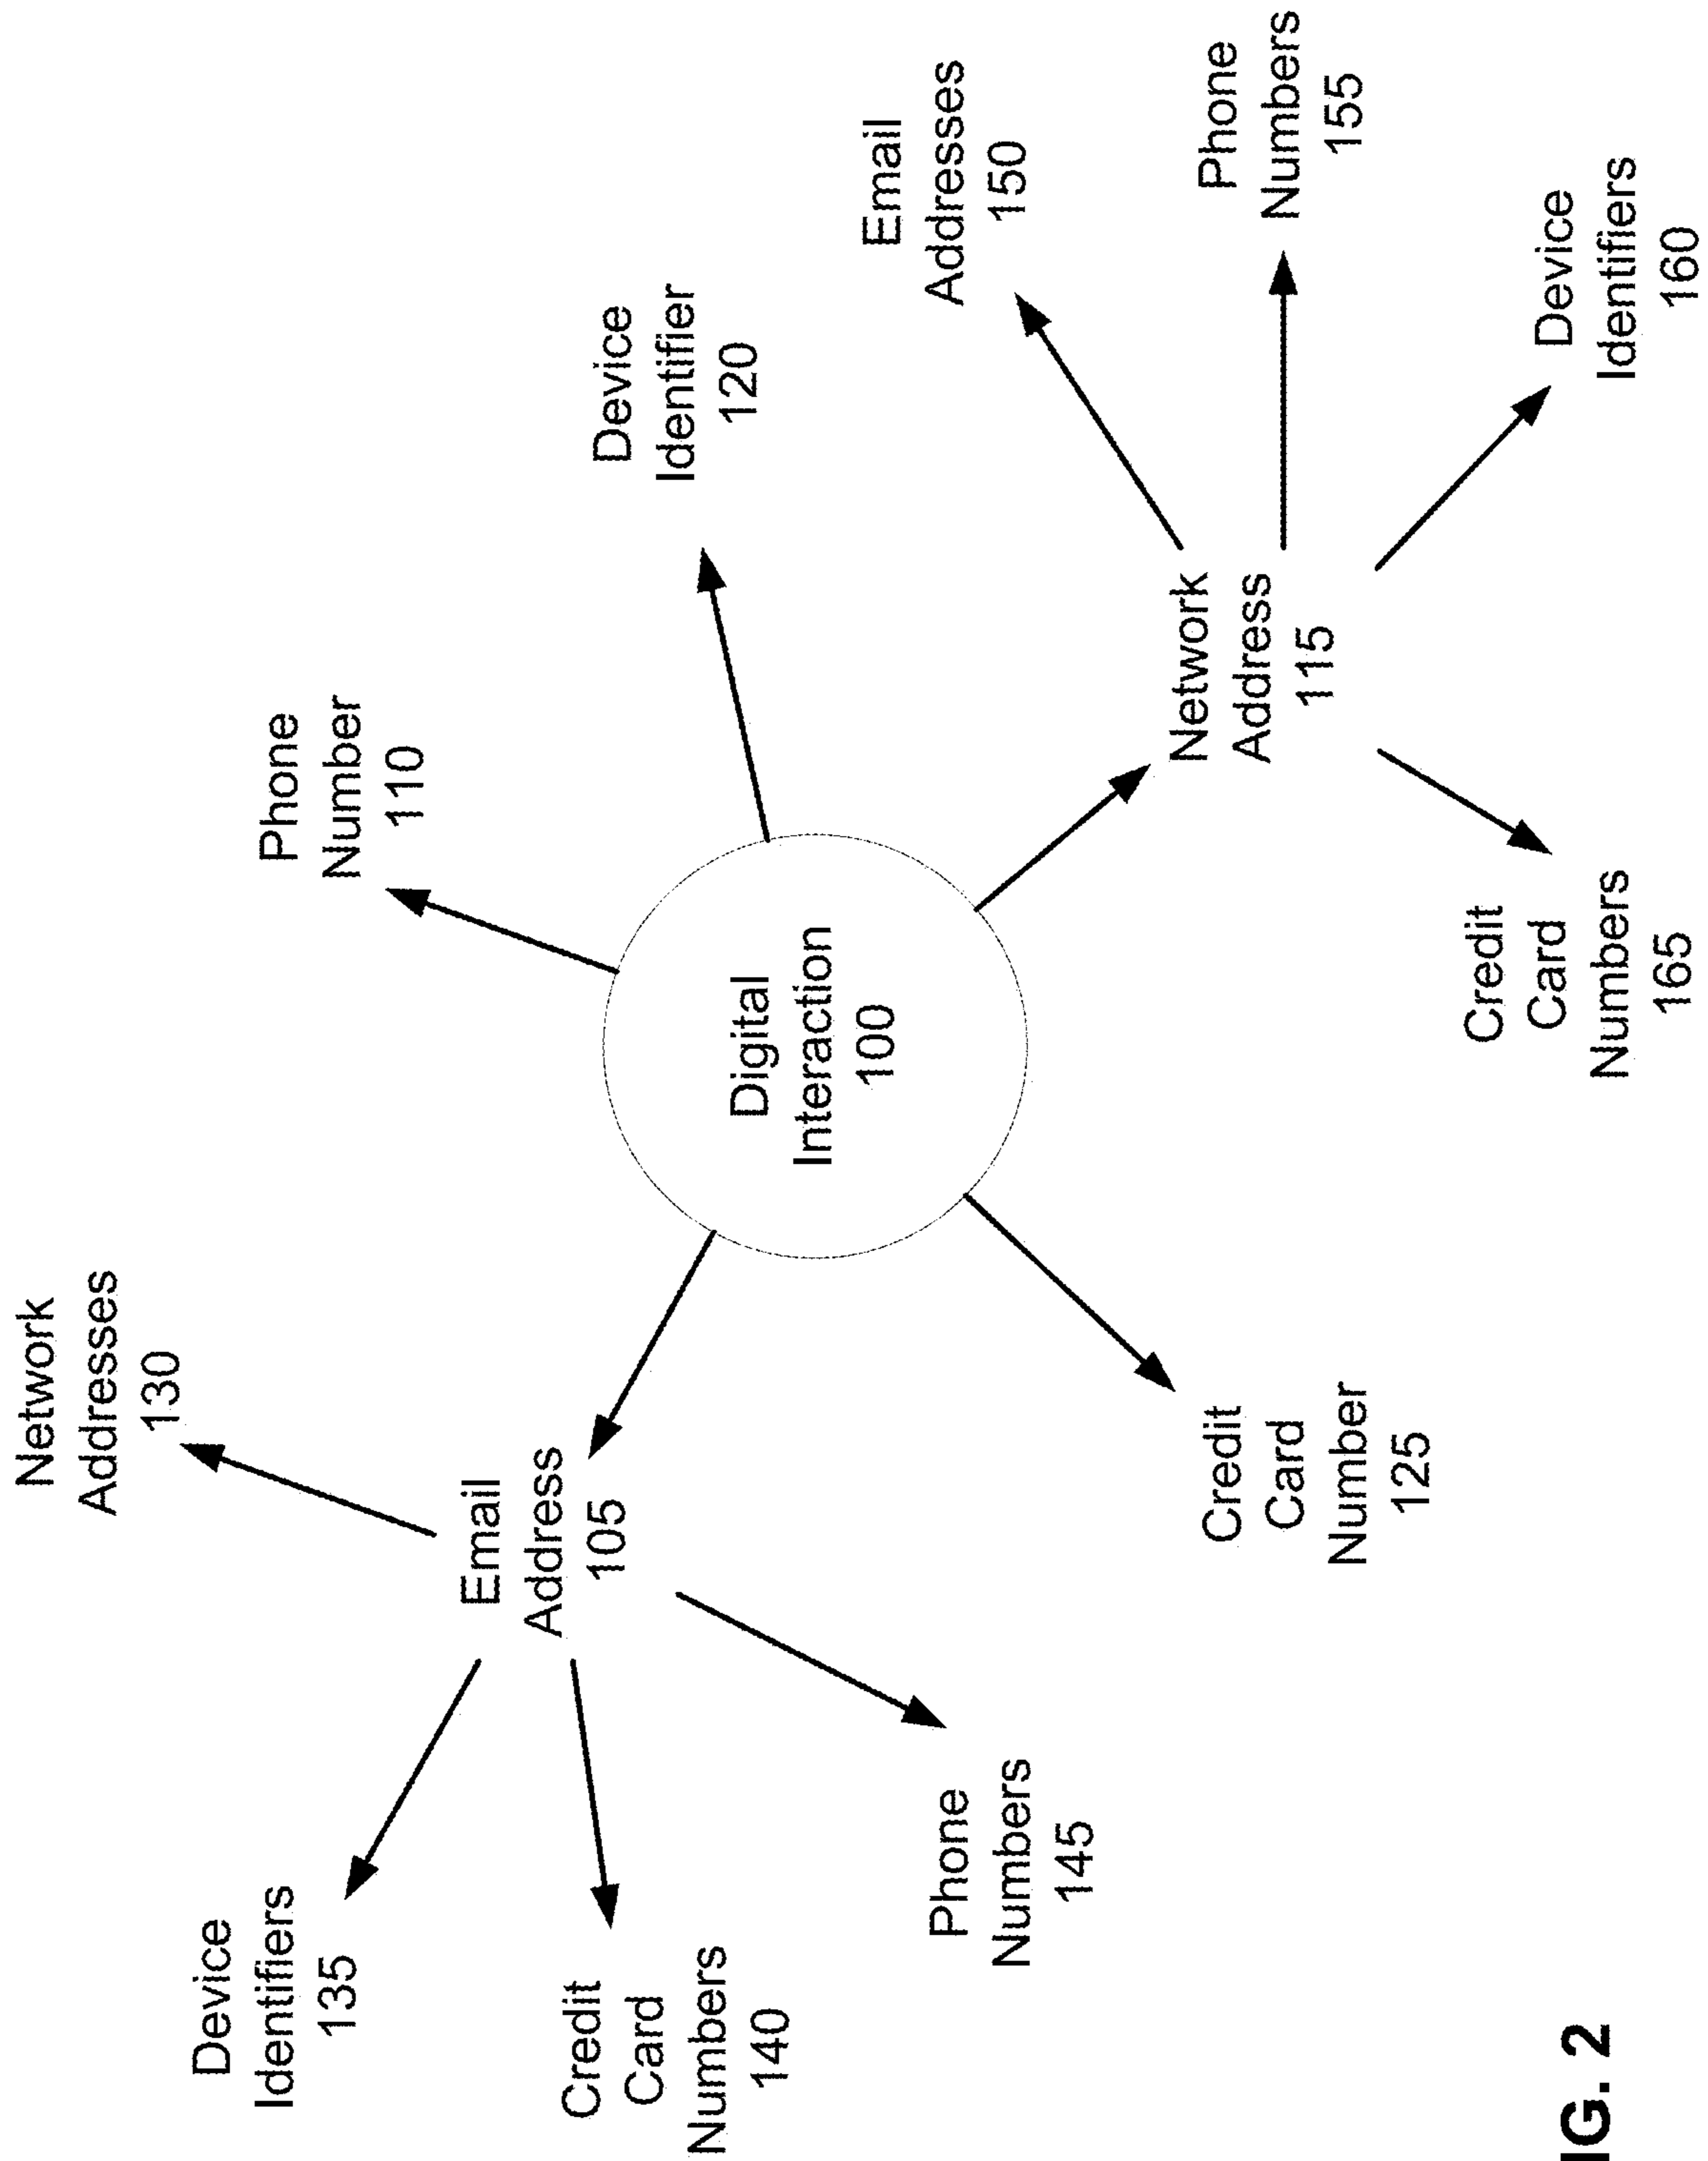 Network
Addresses
130
Device
Identifiers
135
Email
Address
105
Credit
Card
Numbers
140
Phone
Numbers
145
Phone
Number
110
Device
Identifier
120
Digital
Interaction
100
Credit
Card
Number
125
Email
Addresses
150
Network
Address
115
Phone
Numbers
155
Device
Identifiers
160
Credit
Card
Numbers
165
IG. 2